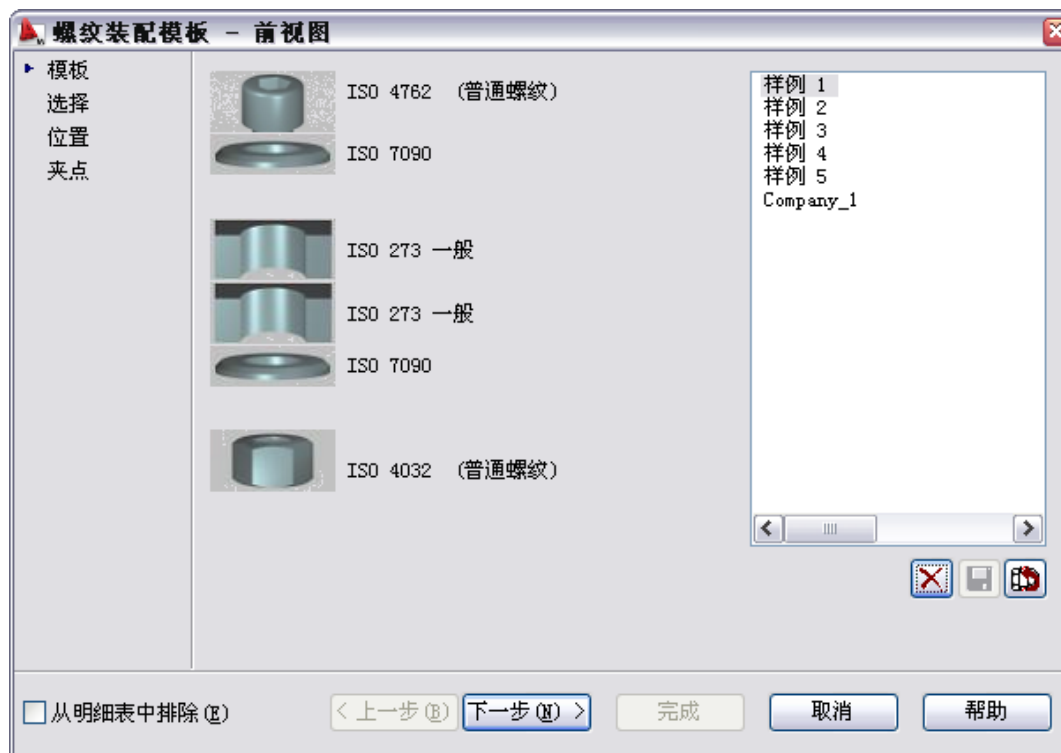 螺纹装配模板 - 前视图
模板
选择
位置
夹点
ISO 4762 (普通螺纹)
ISO 7090
ISO 273 一般
ISO 273 一般
ISO 7090
ISO 4032 (普通螺纹)
样例 1
样例 2
样例 3
样例 4
样例 5
Company_1
从明细表中排除(E)
< 上一步(B)
下一步(N) >
完成
取消
帮助